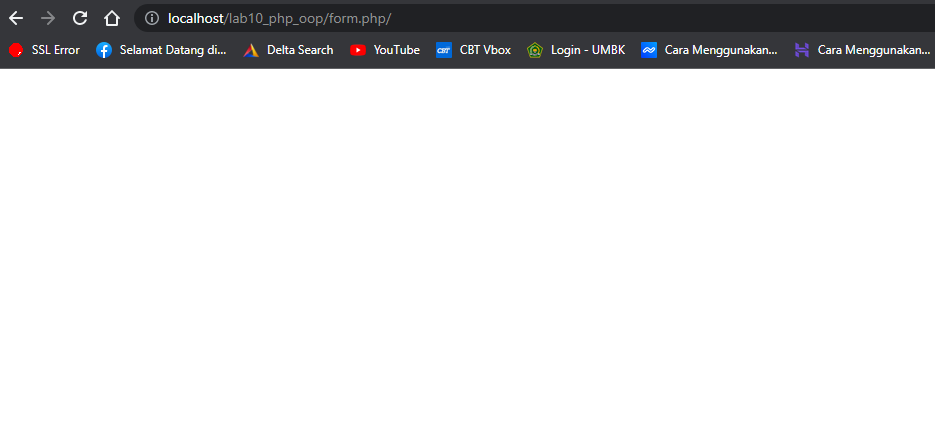 localhost/lab10_php_oop/form.php/
SSL Error Selamat Datang di... Delta Search YouTube CBT CBT Vbox Login - UMBK Cara Menggunakan... Cara Menggunakan...